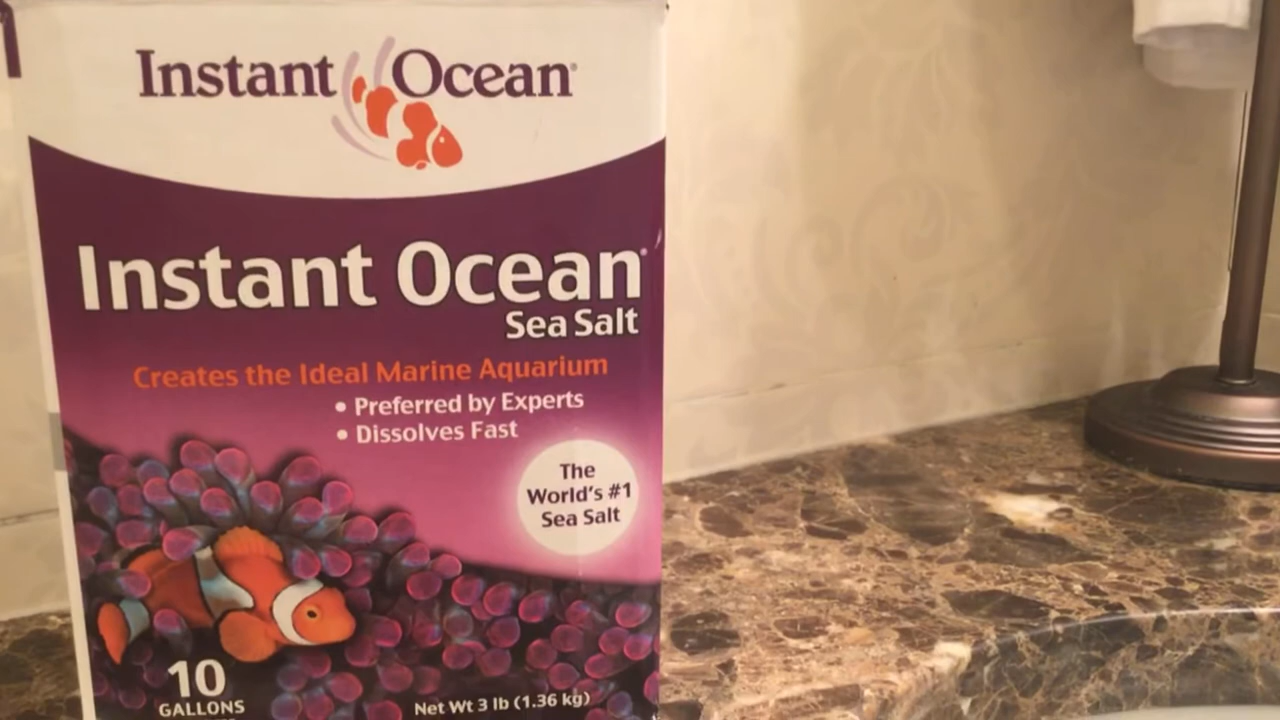 Instant Ocean®
Instant Ocean®
Sea Salt
Creates the Ideal Marine Aquarium
• Preferred by Experts
• Dissolves Fast
The
World's #1
Sea Salt
10
GALLONS
Net Wt 3 lb (1.36 kg)